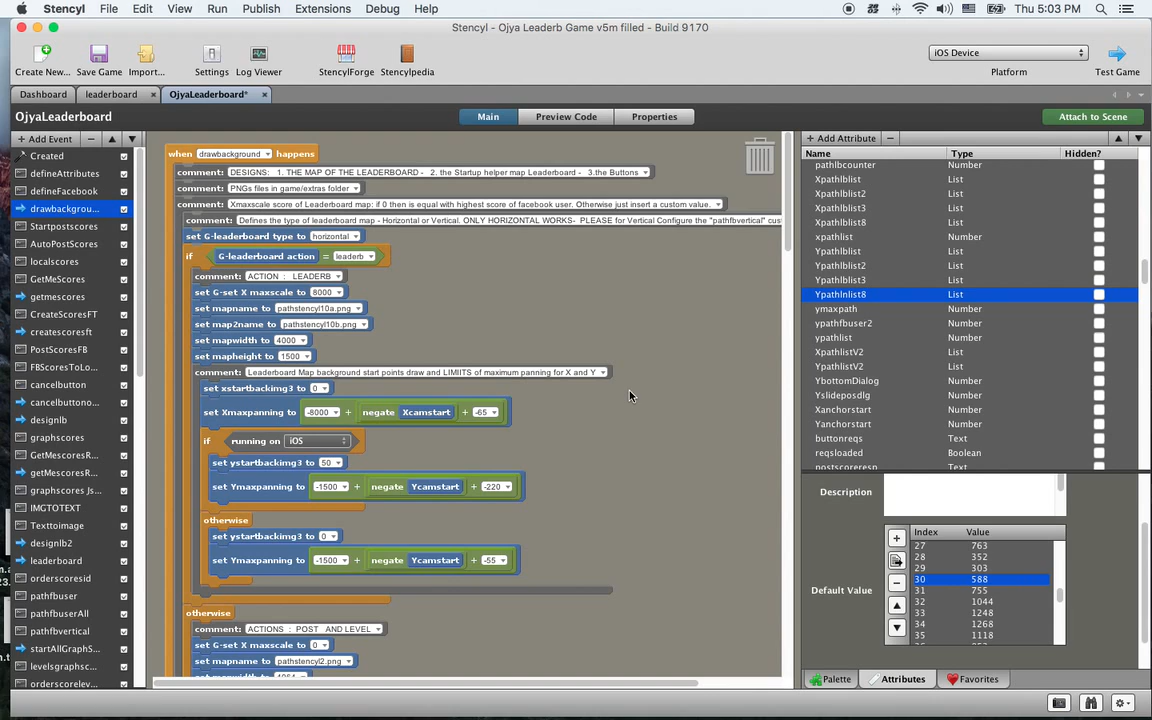 Stencyl File Edit View Run Publish Extensions Debug Help Thu 5:03 PM
Stencyl - Ojya Leaderb Game v5m filled - Build 9170
Create New... Save Game Import... Settings Log Viewer StencylForge Stencylpedia iOS Device Platform Test Game
Dashboard leaderboard × OjyaLeaderboard* ×
OjyaLeaderboard Main Preview Code Properties Attach to Scene
+ Add Event
Created
defineAttributes
defineFacebook
drawbackgrou...
Startpostscores
AutoPostScores
localscores
GetMeScores
getmescores
CreateScoresFT
createscoresft
PostScoresFB
FBScoresToLo...
cancelbutton
cancelbuttono...
designlb
graphscores
GetMescoresR...
getMescoresR...
graphscores Js...
IMGTOTEXT
Texttoimage
designlb2
leaderboard
orderscoresid
pathfbuser
pathfbuserAll
pathfbvertical
startAllGraphS...
levelsgraphsc...
orderscorelev...
when drawbackground happens
comment: DESIGNS: 1. THE MAP OF THE LEADERBOARD - 2. the Startup helper map Leaderboard - 3.the Buttons
comment: PNGs files in game/extras folder
comment: Xmaxscale score of Leaderboard map: if 0 then is equal with highest score of facebook user. Otherwise just insert a custom value.
comment: Defines the type of leaderboard map - Horizontal or Vertical. ONLY HORIZONTAL WORKS- PLEASE for Vertical Configure the "pathfbvertical" cus
set G-leaderboard type to horizontal
if G-leaderboard action = leaderb
comment: ACTION : LEADERB
set G-set X maxscale to 8000
set mapname to pathstencyl10a.png
set map2name to pathstencyl10b.png
set mapwidth to 4000
set mapheight to 1500
comment: Leaderboard Map background start points draw and LIMIITS of maximum panning for X and Y
set xstartbackimg3 to 0
set Xmaxpanning to -8000 + negate Xcamstart + -65
if running on iOS
set ystartbackimg3 to 50
set Ymaxpanning to -1500 + negate Ycamstart + -220
otherwise
set ystartbackimg3 to 0
set Ymaxpanning to -1500 + negate Ycamstart + -55
otherwise
comment: ACTIONS : POST AND LEVEL
set G-set X maxscale to 0
set mapname to pathstencyl2.png
+ Add Attribute
Name Type Hidden?
pathlbcounter Number
Xpathlblist List
Xpathlblist2 List
Xpathlblist3 List
Xpathlblist8 List
xpathlist Number
Ypathlblist List
Ypathlblist2 List
Ypathlblist3 List
Ypathlnlist8 List
ymaxpath Number
ypathfbuser2 Number
ypathlist Number
XpathlistV2 List
YpathlistV2 List
YbottomDialog Number
Yslideposdlg Number
Xanchorstart Number
Yanchorstart Number
buttonreqs Text
reqsloaded Boolean
postscoreresp Text
Description
Default Value
Index Value
27 763
28 352
29 303
30 588
31 755
32 1044
33 1248
34 1268
35 1118
Palette Attributes Favorites